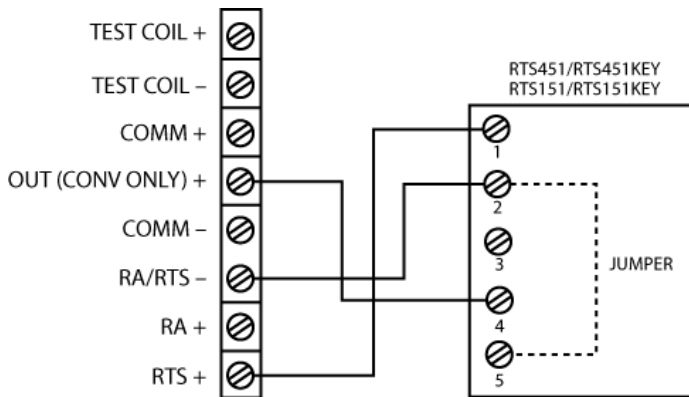 TEST COIL +
TEST COIL –
COMM +
OUT (CONV ONLY) +
COMM –
RA/RTS –
RA +
RTS +
RTS451/RTS451KEY
RTS151/RTS151KEY
1
2
3
4
5
JUMPER